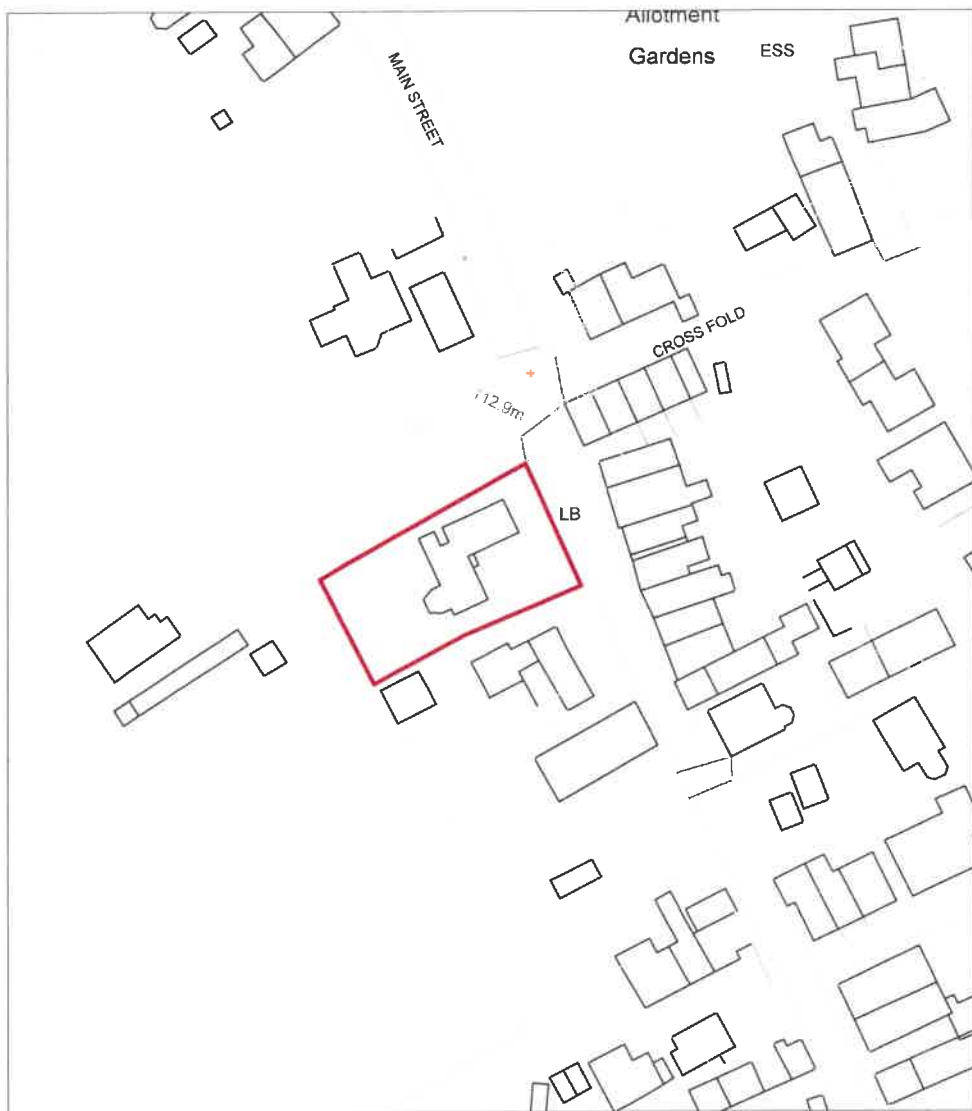 Allotment
Gardens
ESS
MAIN STREET
CROSS FOLD
112.9m
LB